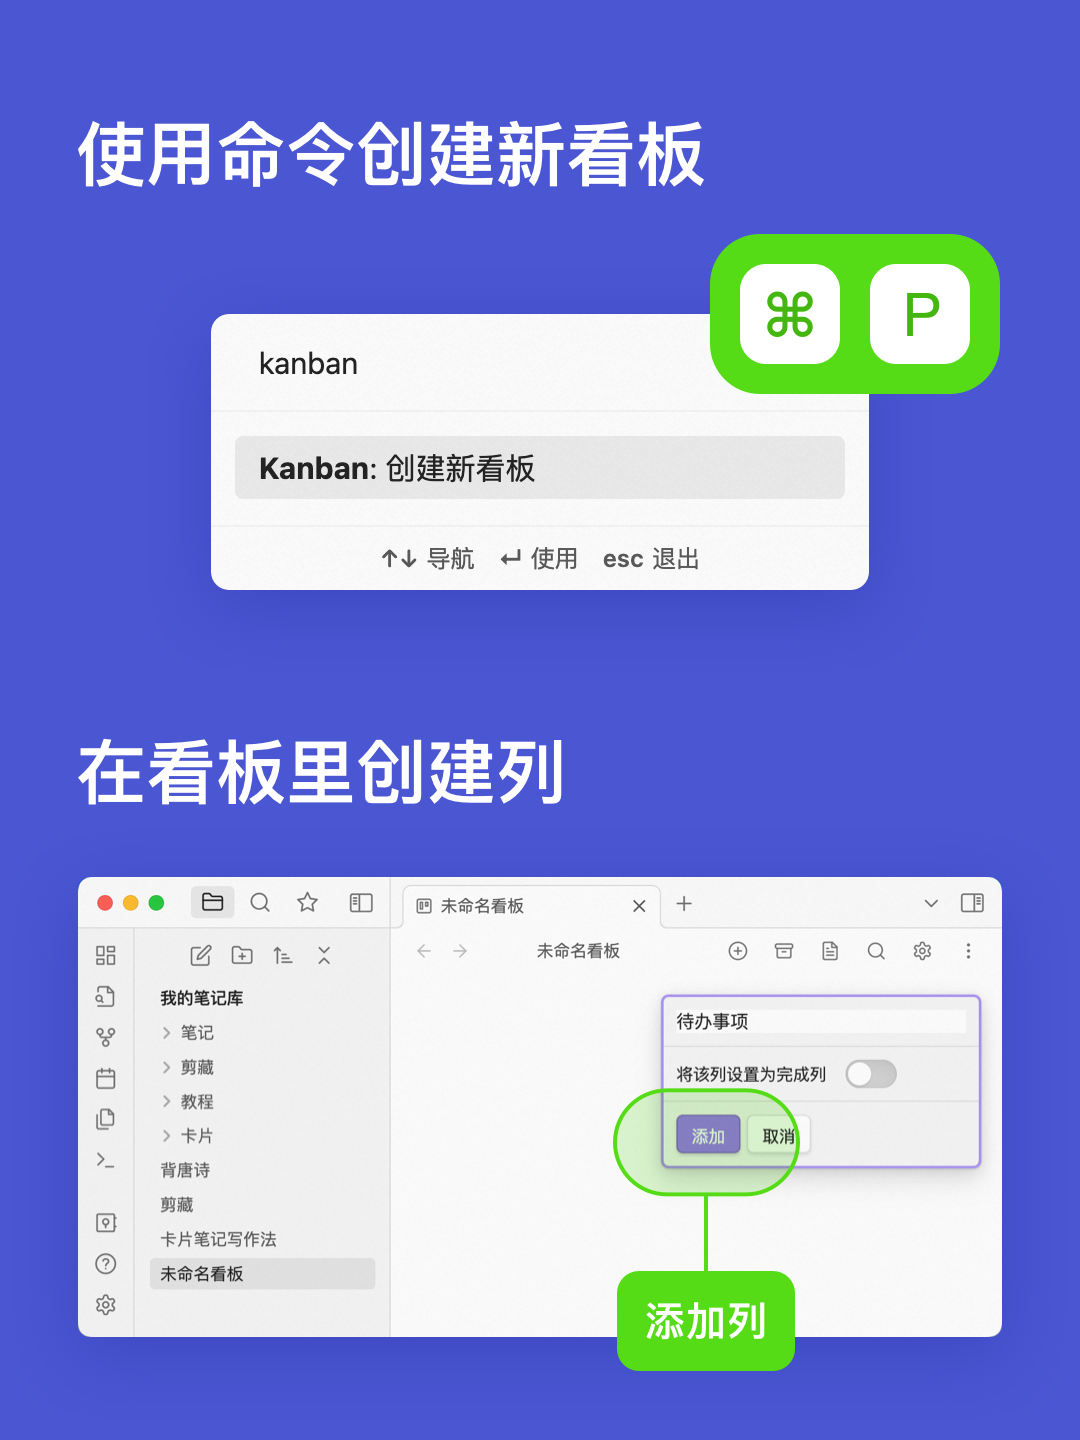 使用命令创建新看板
⌘ P
kanban
Kanban: 创建新看板
↑↓ 导航 ↵ 使用 esc 退出
在看板里创建列
未命名看板
未命名看板
我的笔记库
笔记
剪藏
教程
卡片
背唐诗
剪藏
卡片笔记写作法
未命名看板
待办事项
将该列设置为完成列
添加 取消
添加列